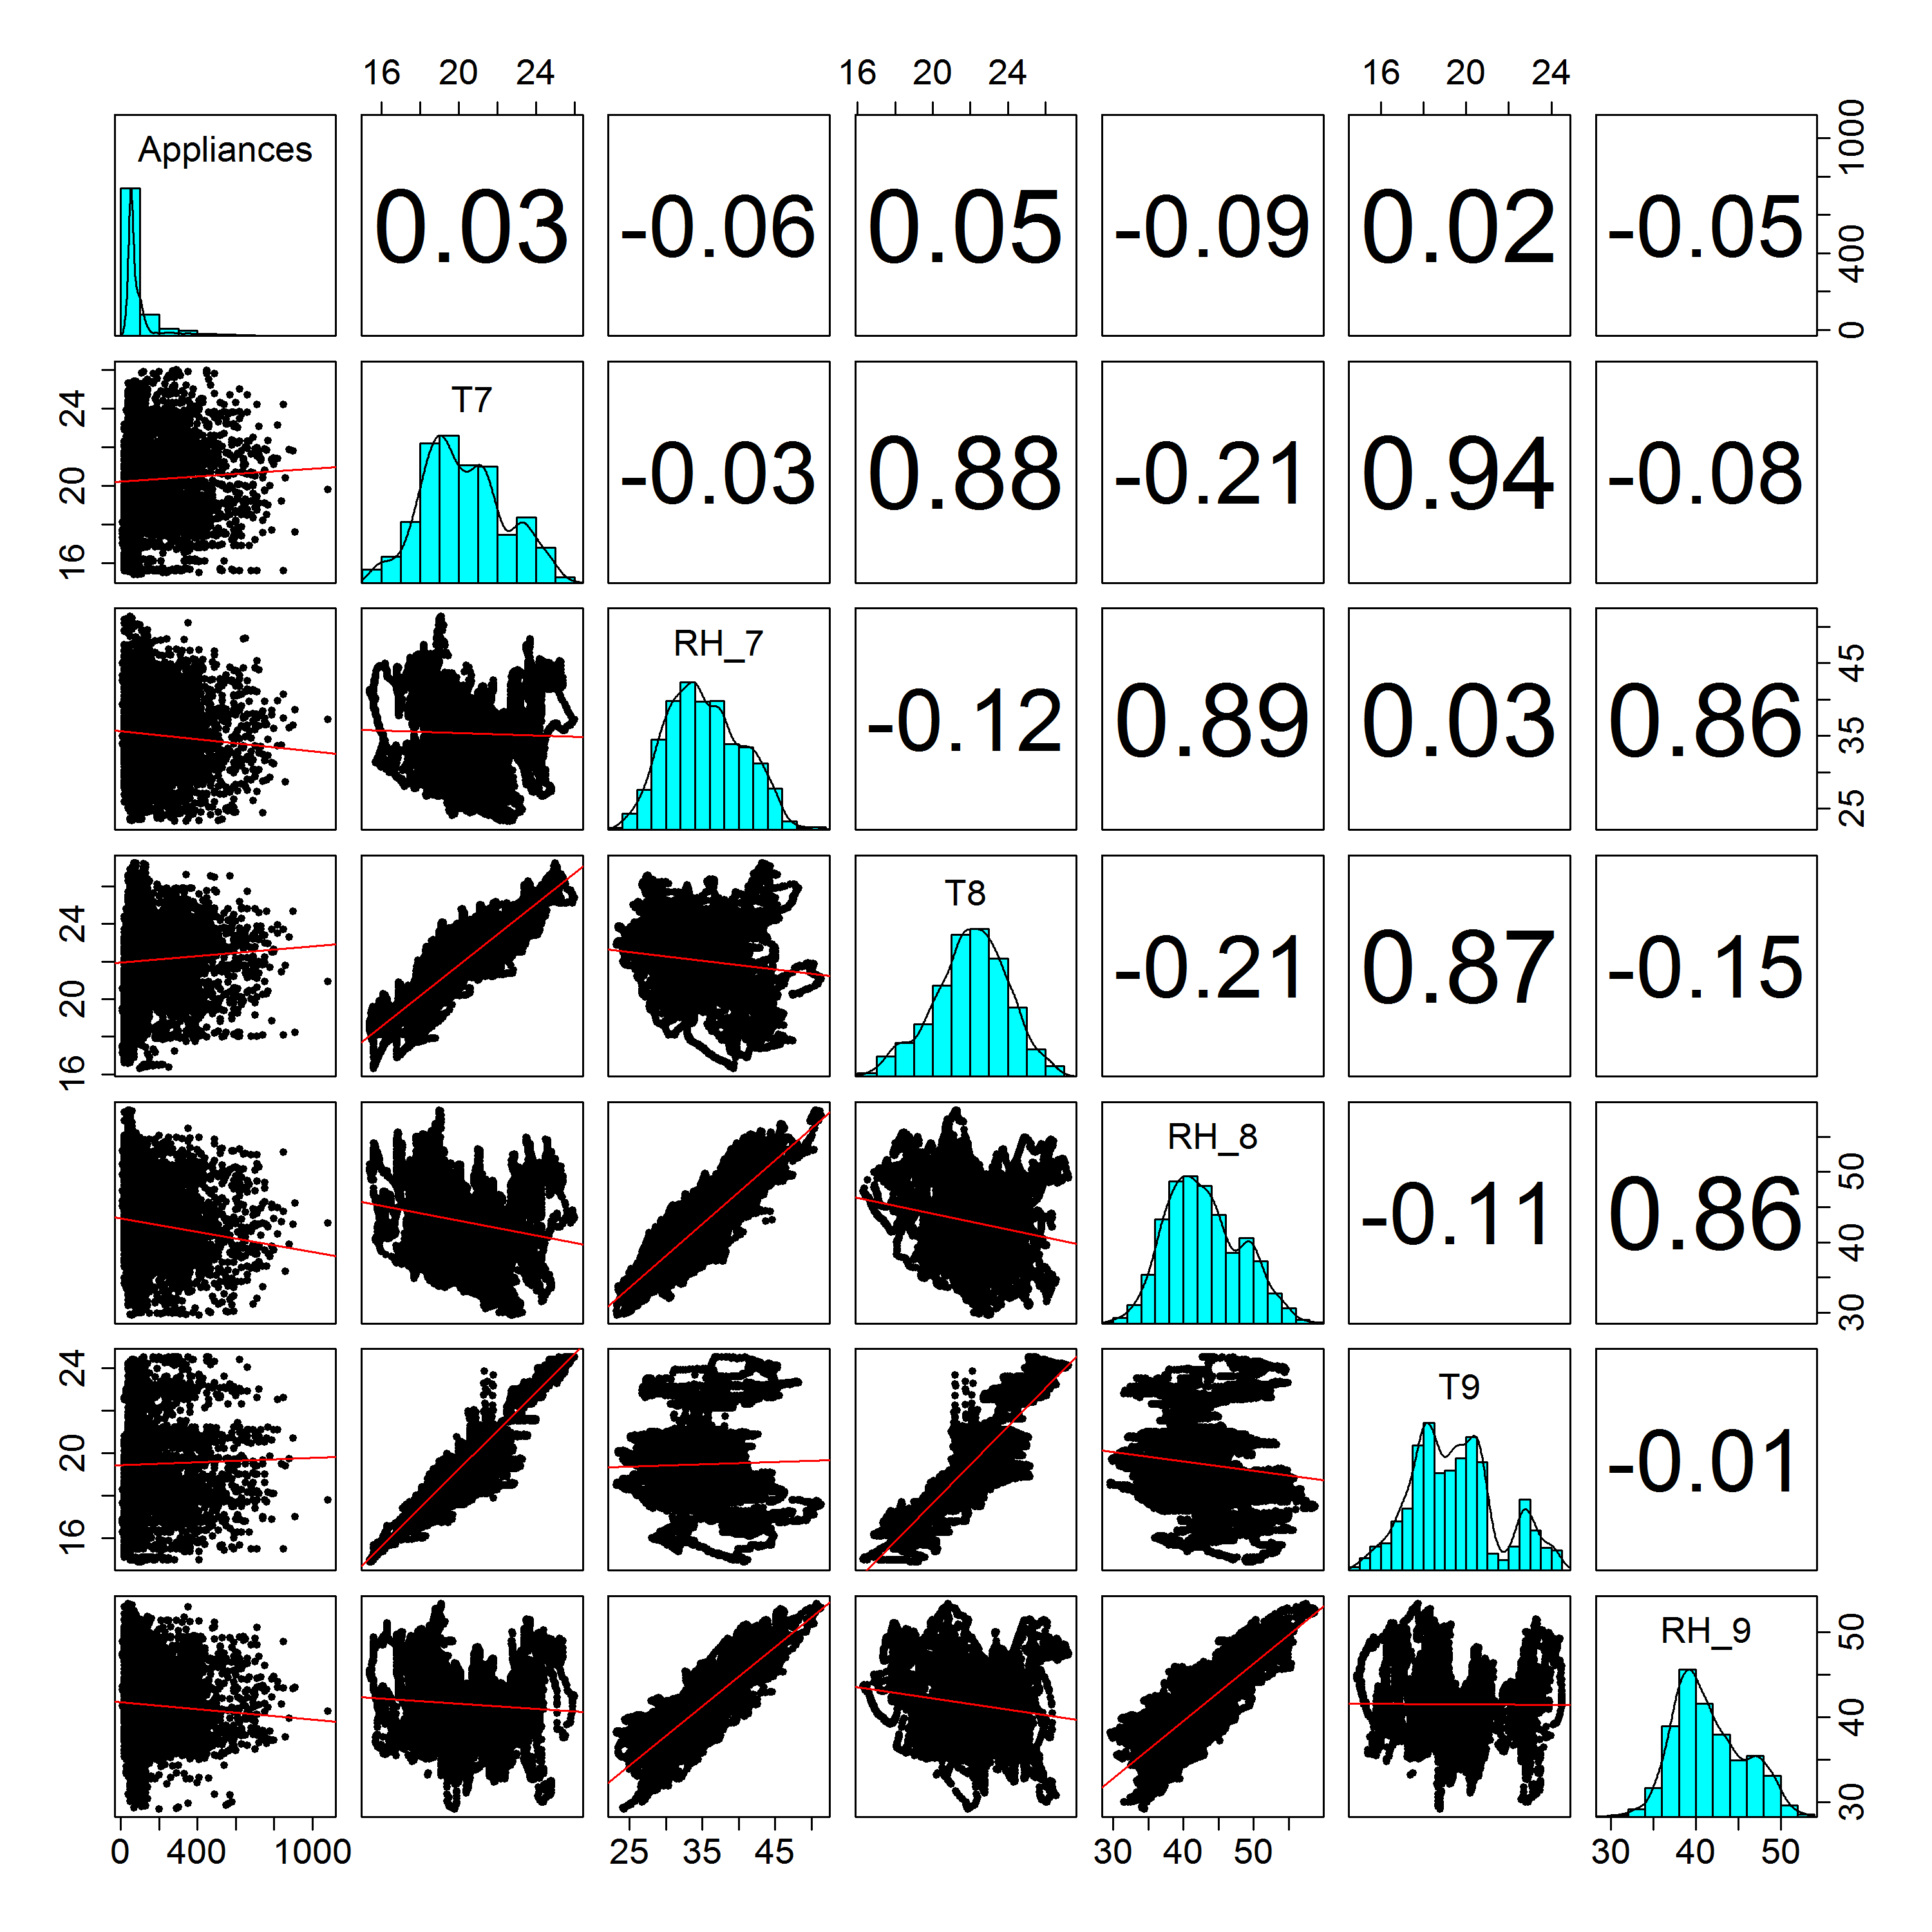 16 20 24 16 20 24 16 20 24
Appliances 0.03 -0.06 0.05 -0.09 0.02 -0.05 0 400 1000
16 20 24 T7 -0.03 0.88 -0.21 0.94 -0.08
RH_7 -0.12 0.89 0.03 0.86 25 35 45
16 20 24 T8 -0.21 0.87 -0.15
RH_8 -0.11 0.86 30 40 50
16 20 24 T9 -0.01
RH_9 30 40 50
0 400 1000 25 35 45 30 40 50 30 40 50